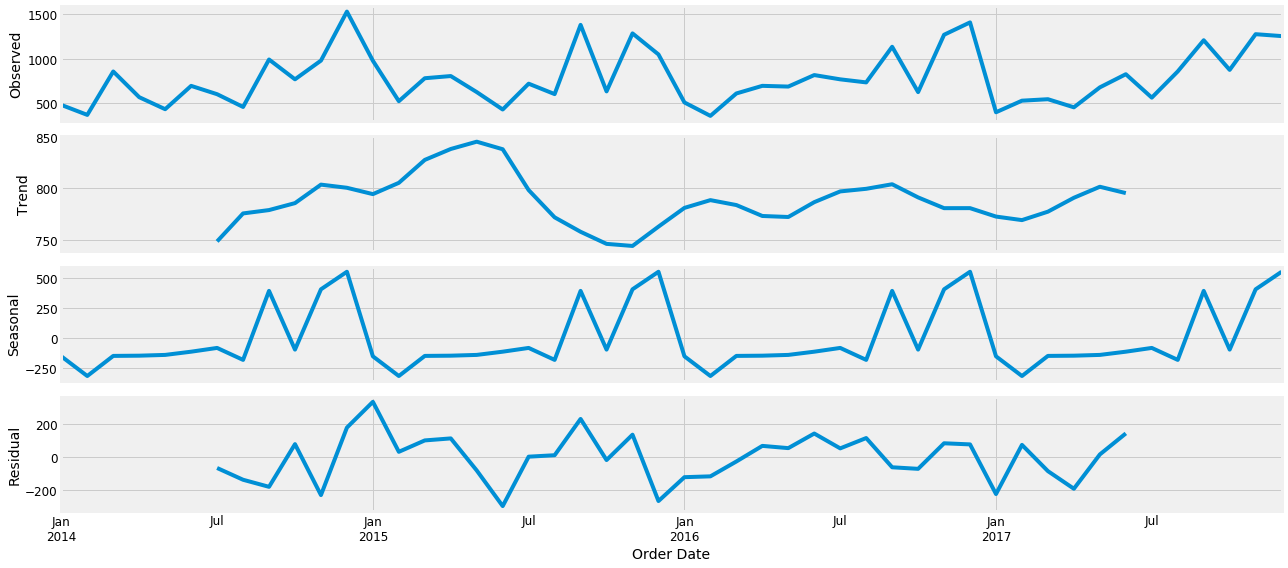 Observed
1500
1000
500
Trend
850
800
750
Seasonal
500
250
0
−250
Residual
200
0
−200
Jan Jul Jan Jul Jan Jul Jan Jul
2014 2015 2016 2017
Order Date